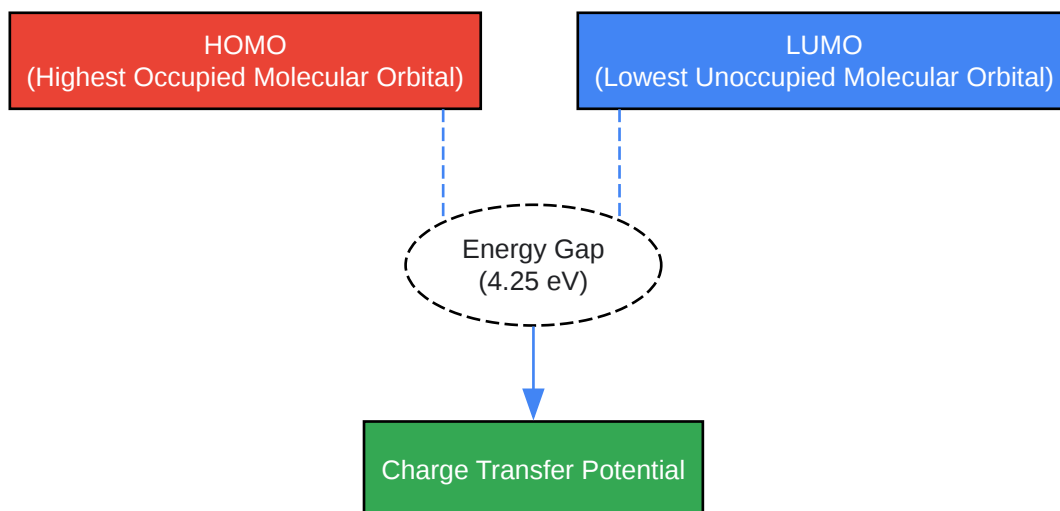 HOMO
(Highest Occupied Molecular Orbital)
LUMO
(Lowest Unoccupied Molecular Orbital)
Energy Gap
(4.25 eV)
Charge Transfer Potential